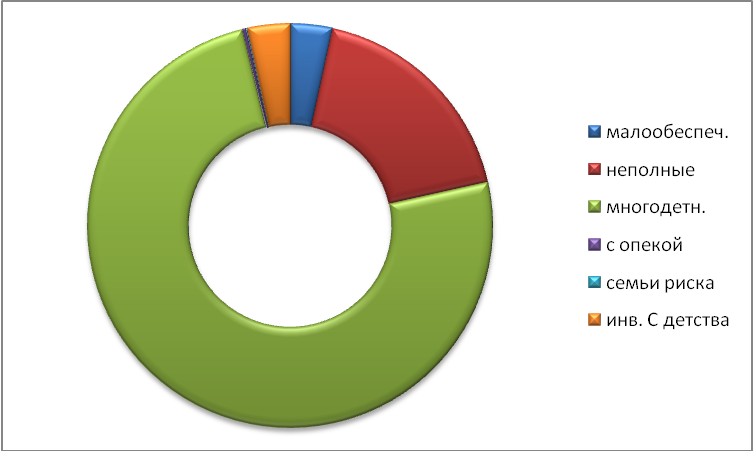 малообеспеч.
неполные
многодетн.
с опекой
семьи риска
инв. С детства